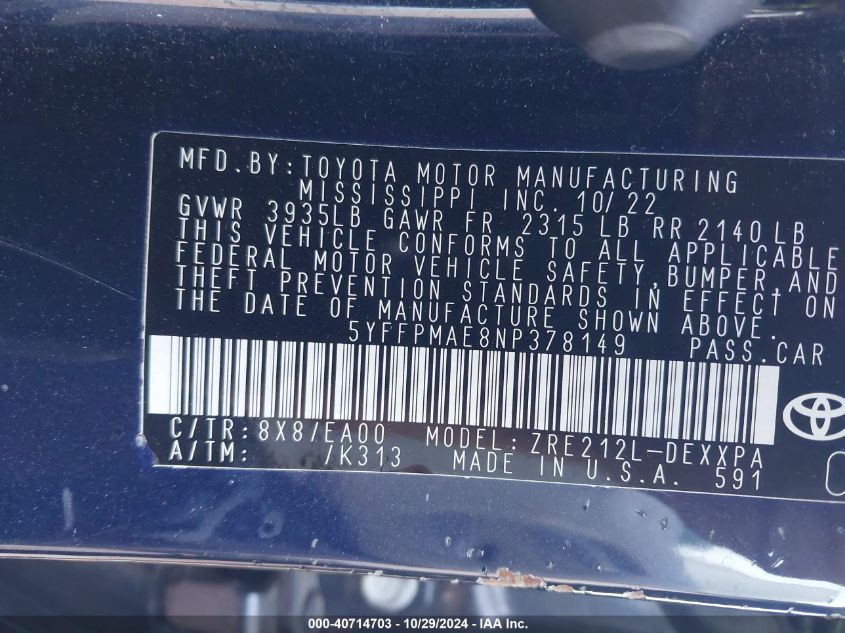 MFD.BY:TOYOTA MOTOR MANUFACTURING
MISSISSIPPI INC. 10/22
GVWR 3935LB GAWR FR 2315 LB RR 2140 LB
THIS VEHICLE CONFORMS TO ALL APPLICABLE
FEDERAL MOTOR VEHICLE SAFETY,BUMPER,AND
THEFT PREVENTION STANDARDS IN EFFECT ON
THE DATE OF MANUFACTURE SHOWN ABOVE.
5YFFPMAE8NP378149 PASS.CAR
C/TR:8X8/EA00 MODEL:ZRE212L-DEXXPA
A/TM: /K313 MADE IN U.S.A. 591
000-40714703 - 10/29/2024 - IAA Inc.